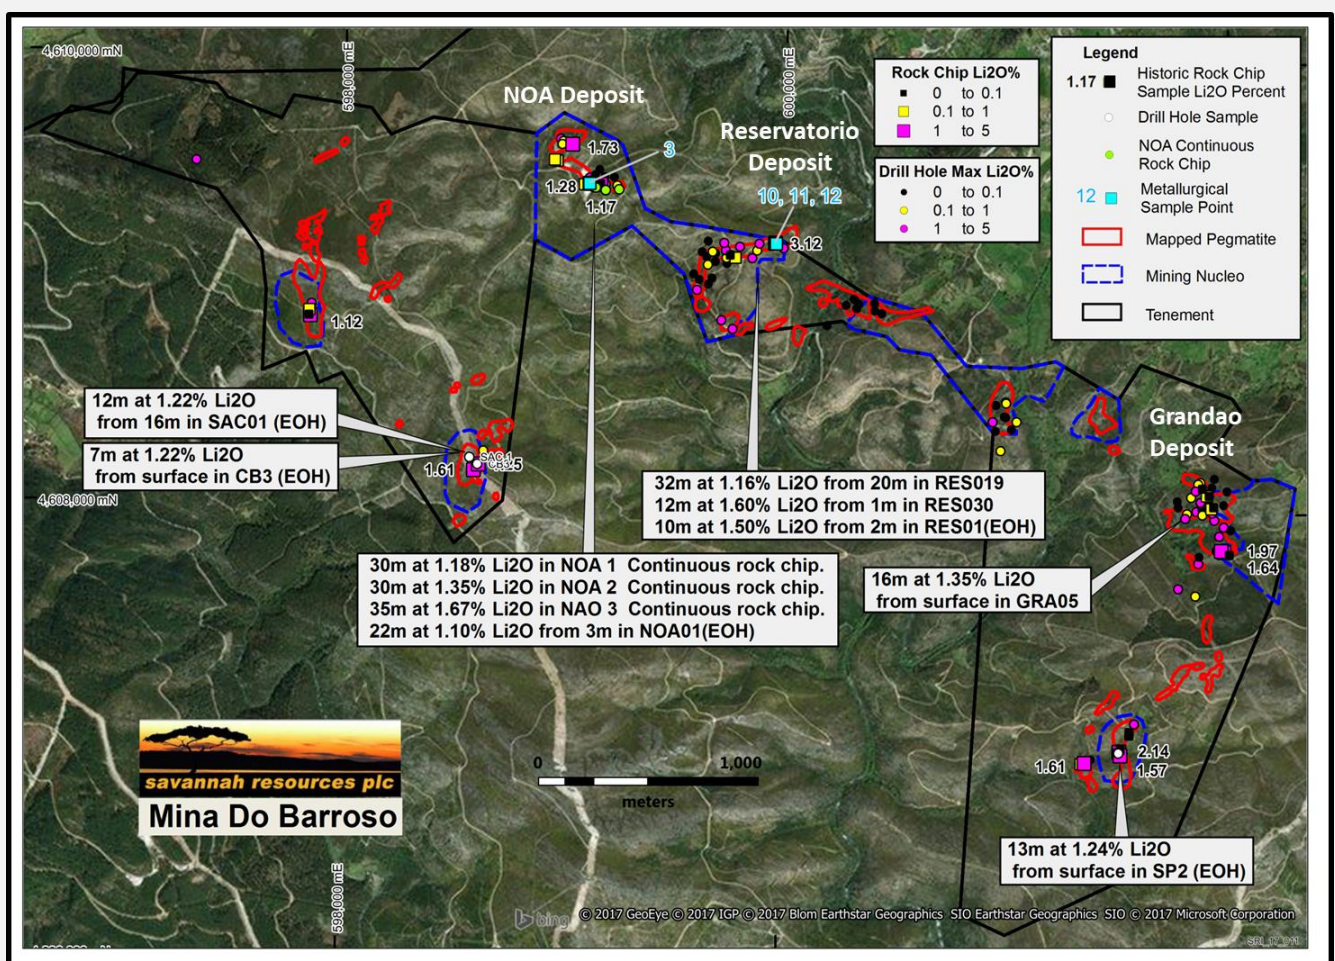 4,610,000 mN
598,000 mE
600,000 mE
NOA Deposit
Reservatorio
Deposit
Rock Chip Li2O%
0 to 0.1
0.1 to 1
1 to 5
Drill Hole Max Li2O%
0 to 0.1
0.1 to 1
1 to 5
Legend
1.17 Historic Rock Chip
Sample Li2O Percent
Drill Hole Sample
NOA Continuous
Rock Chip
12 Metallurgical
Sample Point
Mapped Pegmatite
Mining Nucleo
Tenement
1.73
3
1.28
1.17
10, 11, 12
3.12
1.12
12m at 1.22% Li2O
from 16m in SAC01 (EOH)
7m at 1.22% Li2O
from surface in CB3 (EOH)
1.61
SAC1
CB3
Grandao
Deposit
4,608,000 mN
32m at 1.16% Li2O from 20m in RES019
12m at 1.60% Li2O from 1m in RES030
10m at 1.50% Li2O from 2m in RES01(EOH)
30m at 1.18% Li2O in NOA 1 Continuous rock chip.
30m at 1.35% Li2O in NOA 2 Continuous rock chip.
35m at 1.67% Li2O in NAO 3 Continuous rock chip.
22m at 1.10% Li2O from 3m in NOA01(EOH)
16m at 1.35% Li2O
from surface in GRA05
1.97
1.64
savannah resources plc
Mina Do Barroso
0 1,000
meters
1.61
2.14
1.57
13m at 1.24% Li2O
from surface in SP2 (EOH)
598,000 mE
bing © 2017 GeoEye © 2017 IGP © 2017 Blom Earthstar Geographics SIO Earthstar Geographics SIO © 2017 Microsoft Corporation